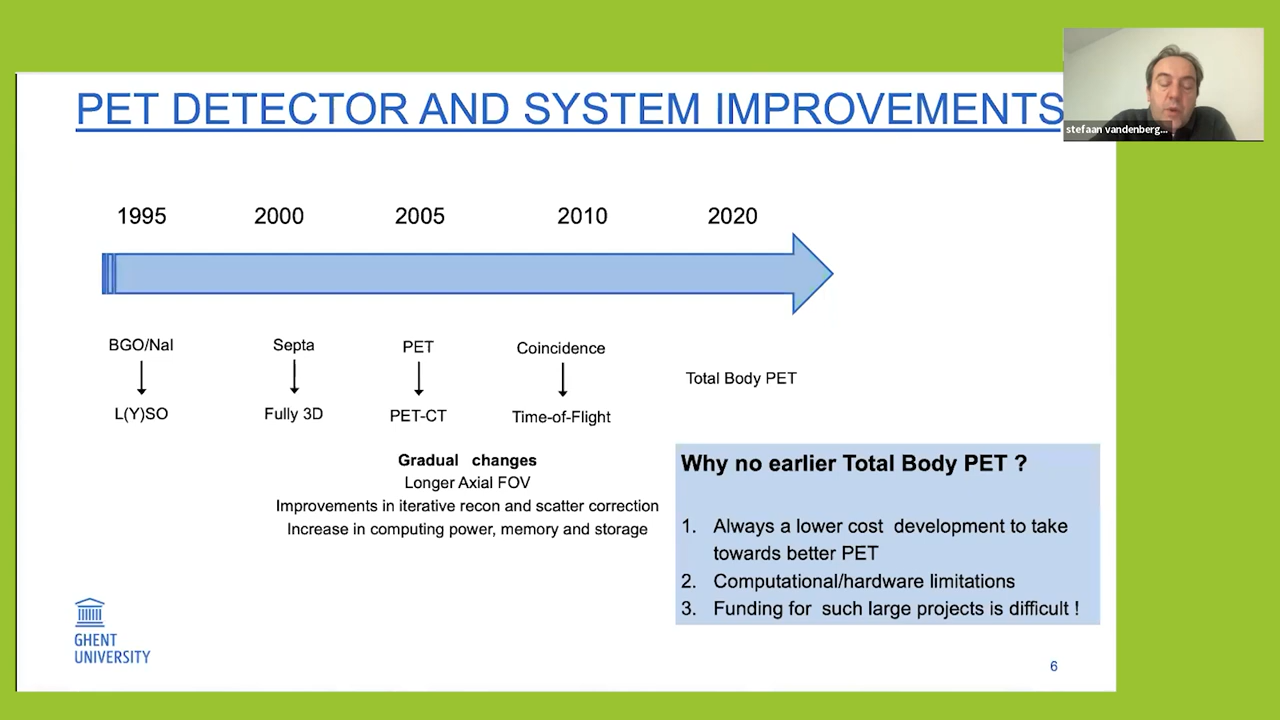 PET DETECTOR AND SYSTEM IMPROVEMENTS
stefaan vandenberg...
1995 2000 2005 2010 2020
BGO/NaI Septa PET Coincidence
Total Body PET
L(Y)SO Fully 3D PET-CT Time-of-Flight
Gradual changes
Longer Axial FOV
Improvements in iterative recon and scatter correction
Increase in computing power, memory and storage
Why no earlier Total Body PET ?
1. Always a lower cost development to take
towards better PET
2. Computational/hardware limitations
3. Funding for such large projects is difficult !
GHENT
UNIVERSITY
6